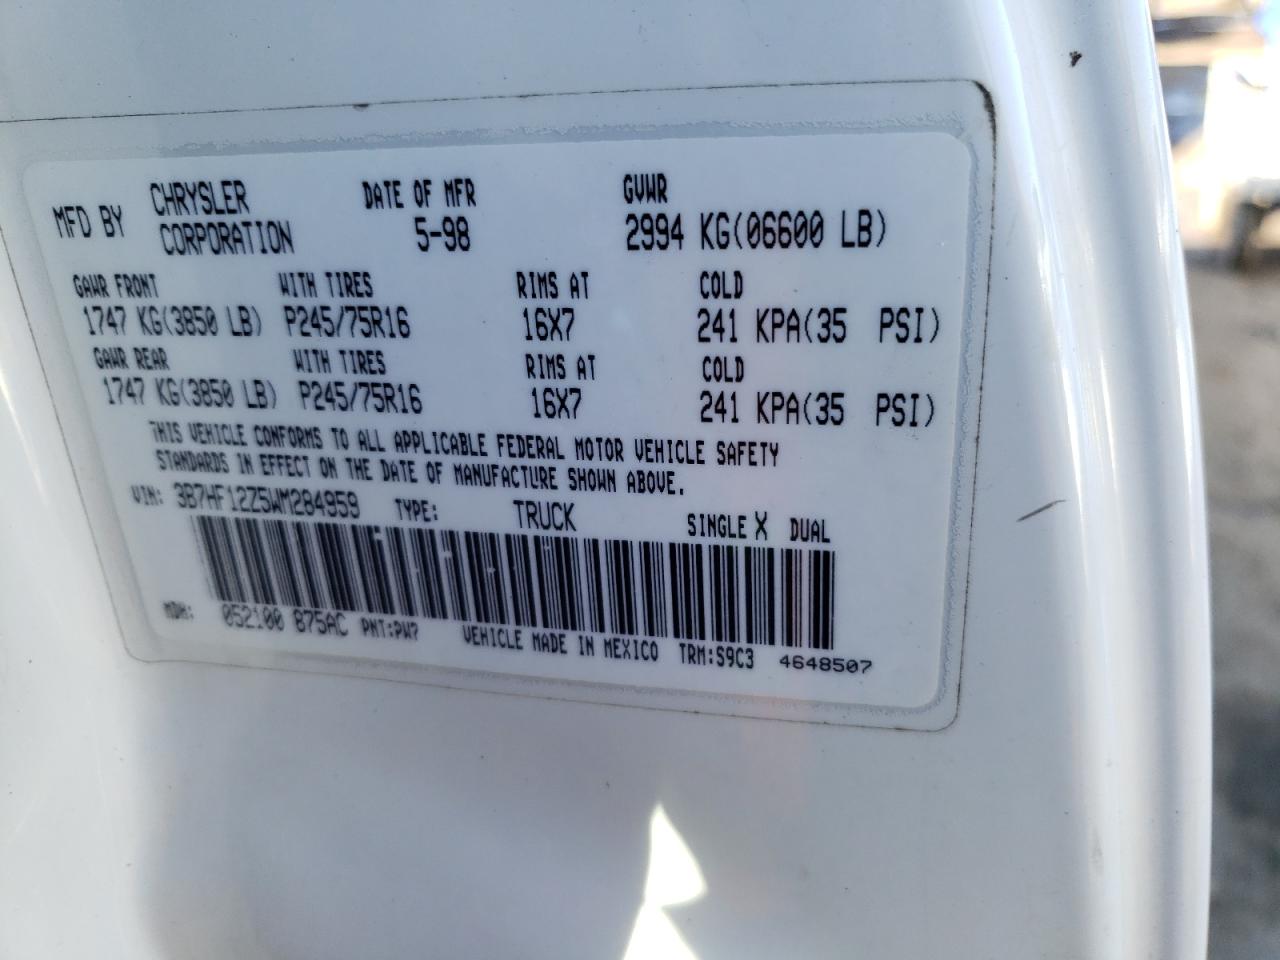 MFD BY CHRYSLER CORPORATION DATE OF MFR 5-98 GVWR 2994 KG(06600 LB)
GAWR FRONT WITH TIRES RIMS AT COLD
1747 KG(3850 LB) P245/75R16 16X7 241 KPA(35 PSI)
GAWR REAR WITH TIRES RIMS AT COLD
1747 KG(3850 LB) P245/75R16 16X7 241 KPA(35 PSI)
THIS VEHICLE CONFORMS TO ALL APPLICABLE FEDERAL MOTOR VEHICLE SAFETY
STANDARDS IN EFFECT ON THE DATE OF MANUFACTURE SHOWN ABOVE.
VIN: 3B7HF12Z5WM284959 TYPE: TRUCK SINGLE X DUAL
MDH: 052100 875AC PNT:PW7 VEHICLE MADE IN MEXICO TRM:S9C3 4648507